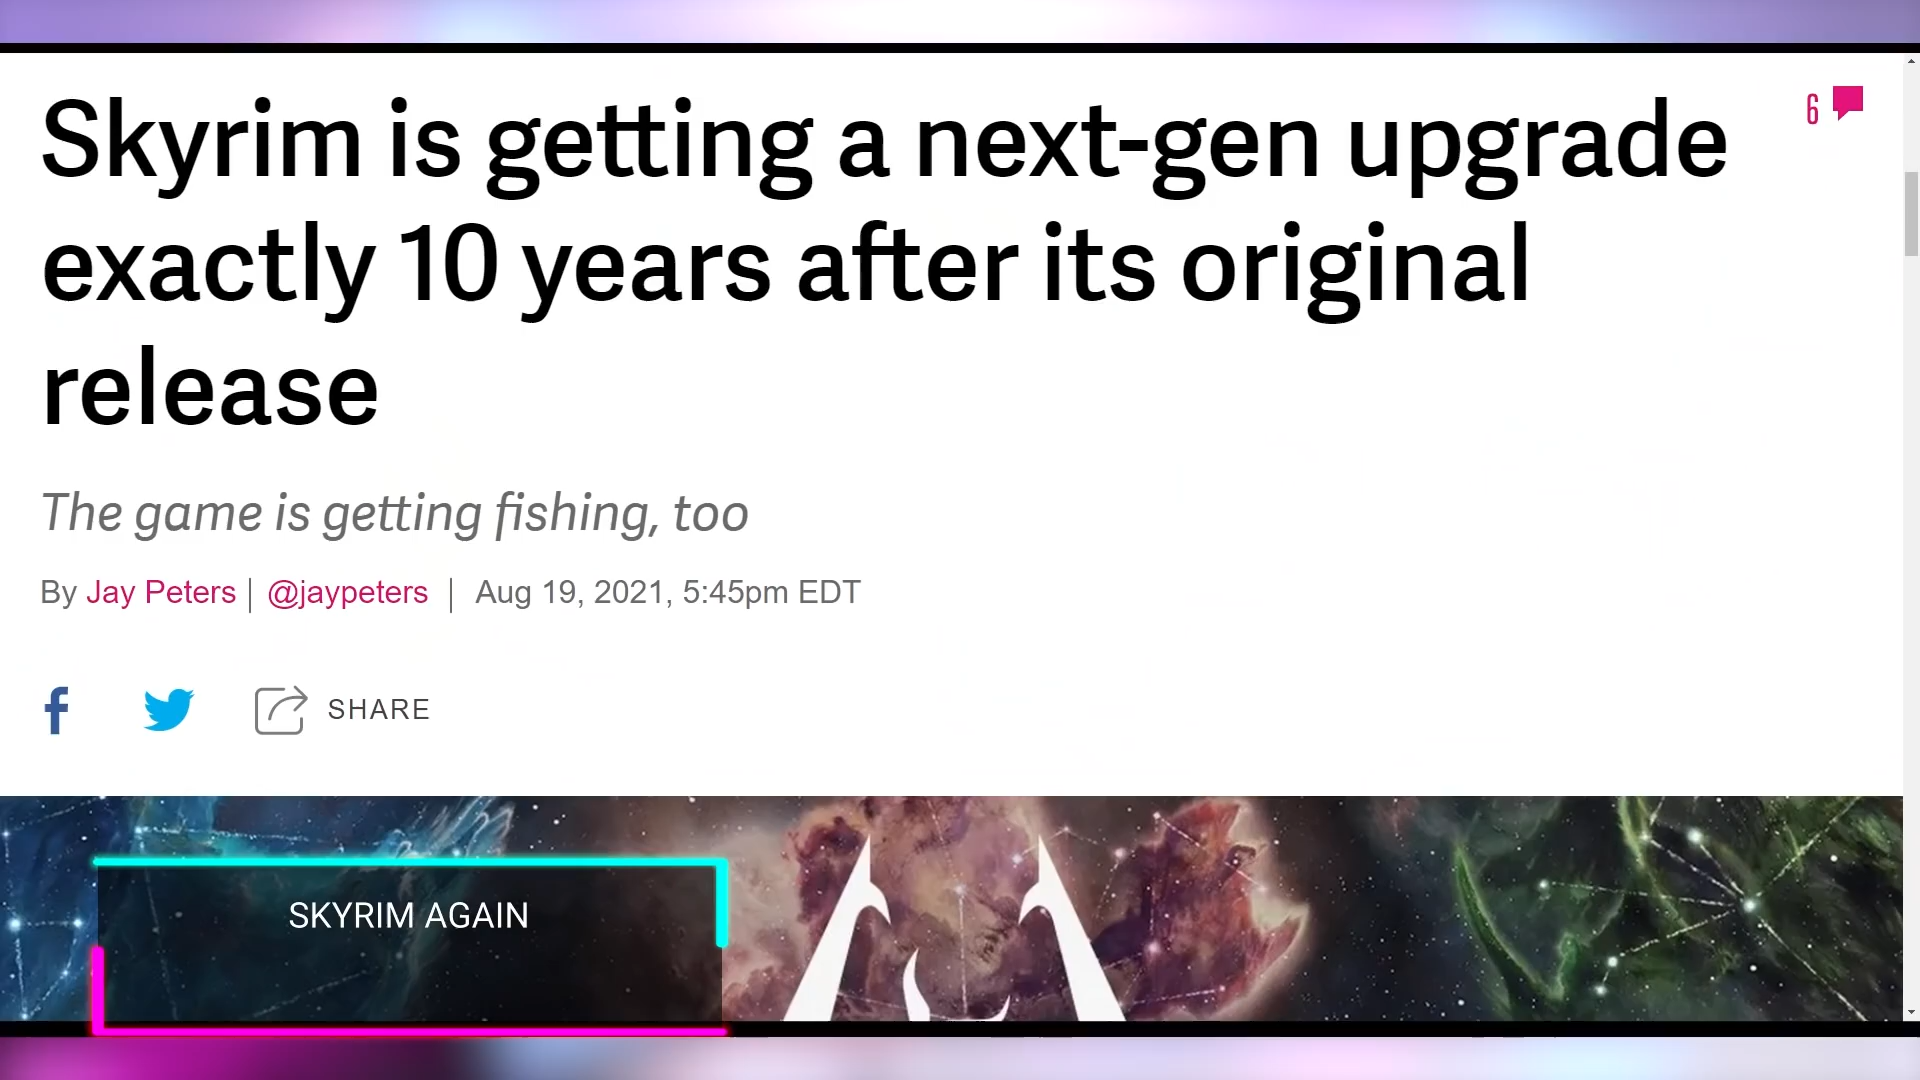 Skyrim is getting a next-gen upgrade
6
exactly 10 years after its original
release
The game is getting fishing, too
By Jay Peters | @jaypeters | Aug 19, 2021, 5:45pm EDT
SHARE
SKYRIM AGAIN